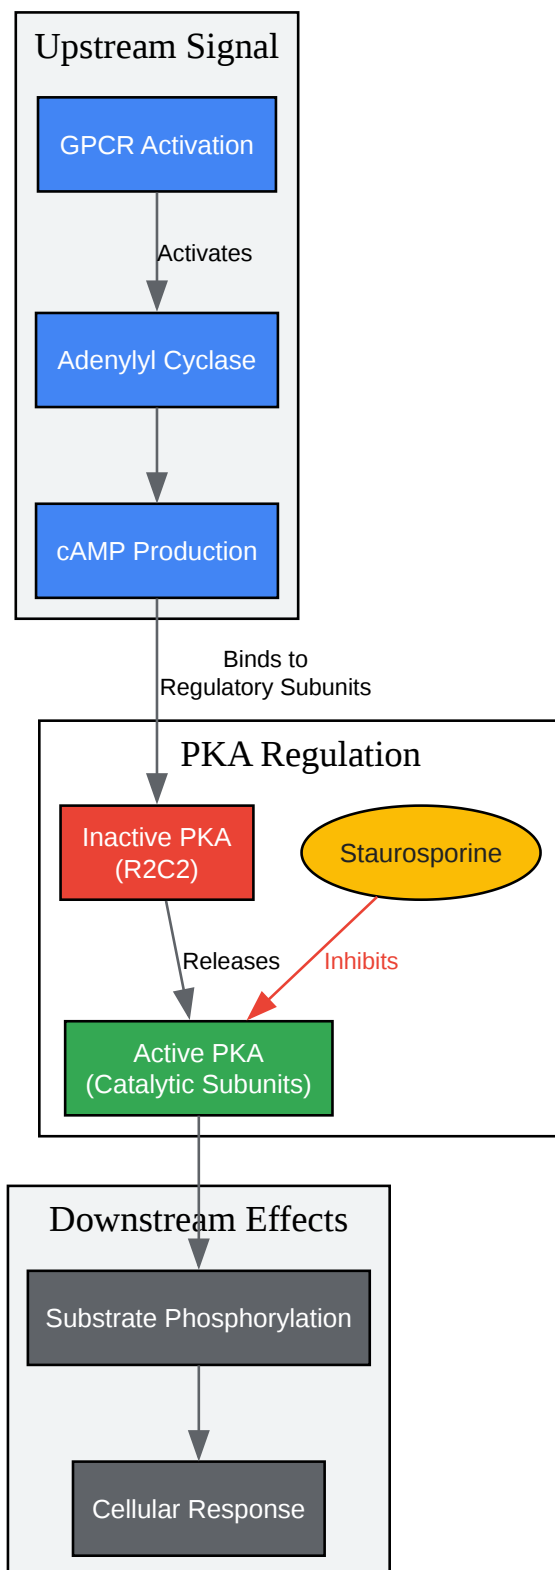 Upstream Signal
GPCR Activation
Activates
Adenylyl Cyclase
cAMP Production
Binds to
Regulatory Subunits
PKA Regulation
Inactive PKA
(R2C2)
Staurosporine
Releases
Inhibits
Active PKA
(Catalytic Subunits)
Downstream Effects
Substrate Phosphorylation
Cellular Response